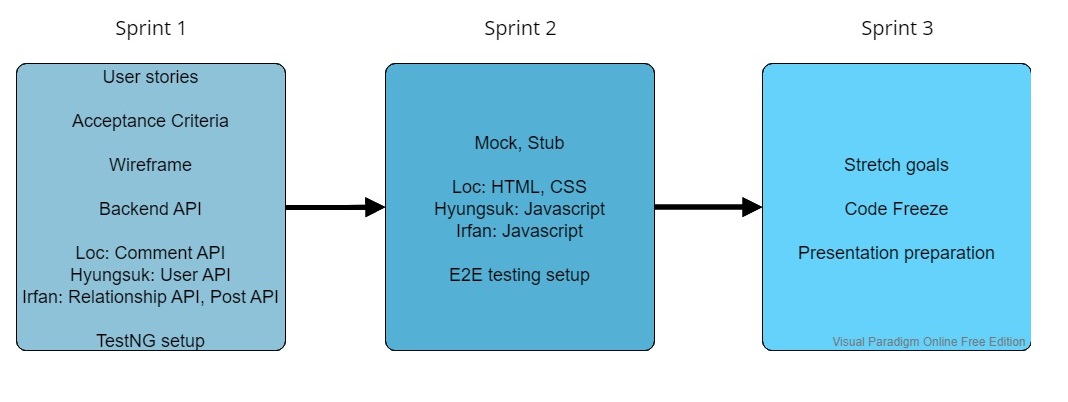 Sprint 1
User stories
Acceptance Criteria
Wireframe
Backend API
Loc: Comment API
Hyungsuk: User API
Irfan: Relationship API, Post API
TestNG setup
Sprint 2
Mock, Stub
Loc: HTML, CSS
Hyungsuk: Javascript
Irfan: Javascript
E2E testing setup
Sprint 3
Stretch goals
Code Freeze
Presentation preparation
Visual Paradigm Online Free Edition